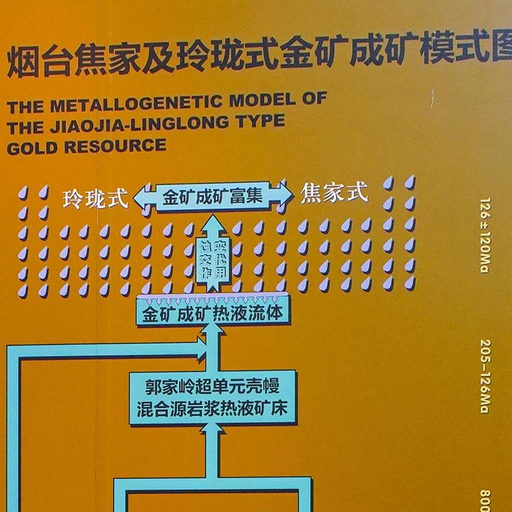 烟台焦家及玲珑式金矿成矿模式图
THE METALLOGENETIC MODEL OF
THE JIAOJIA-LINGLONG TYPE
GOLD RESOURCE
玲珑式
金矿成矿富集
焦家式
126±120Ma
交代
作用
金矿成矿热液流体
205–126Ma
郭家岭超单元壳幔
混合源岩浆热液矿床
800